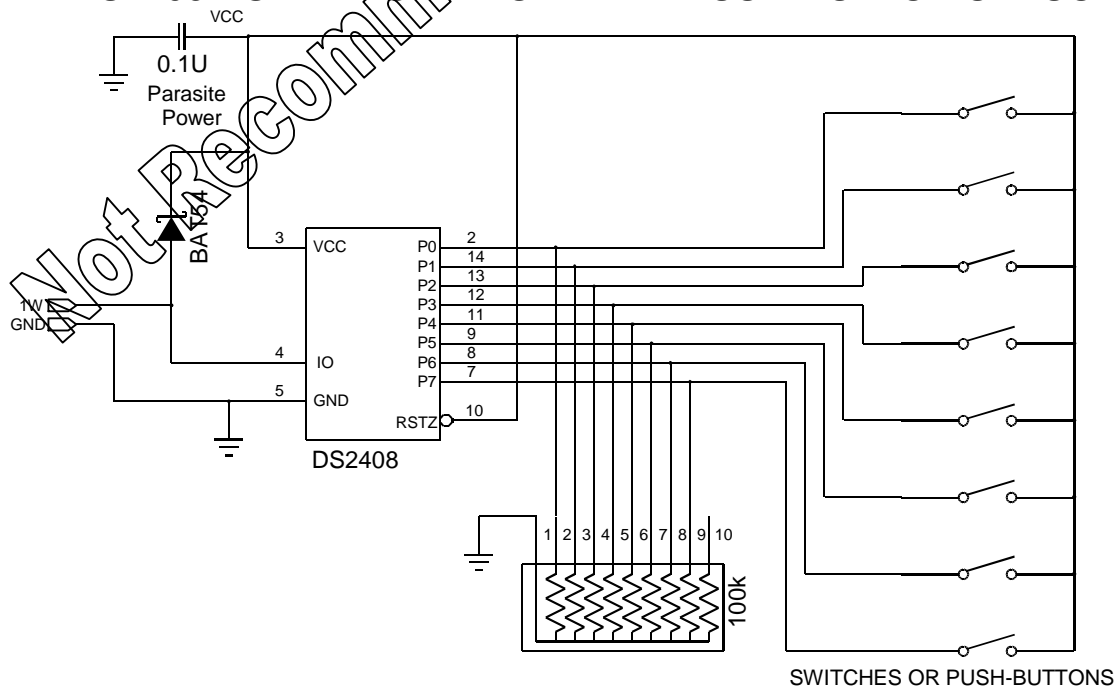 VCC
0.1U
Parasite
Power
Not Recomm
BAT54
1W
GND
3
VCC
4
IO
5
GND
P0
2
P1
14
P2
13
P3
12
P4
11
P5
9
P6
8
P7
7
RSTZ
10
DS2408
1 2 3 4 5 6 7 8 9 10
100k
SWITCHES OR PUSH-BUTTONS